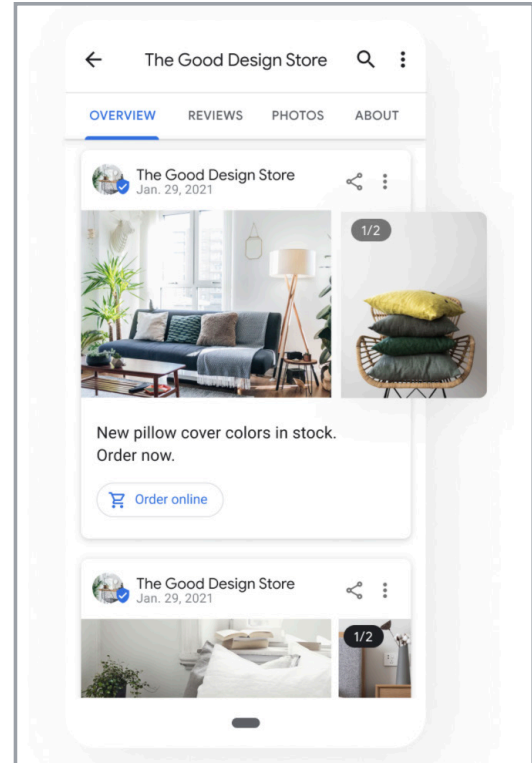 The Good Design Store
OVERVIEW REVIEWS PHOTOS ABOUT
The Good Design Store
Jan. 29, 2021
1/2
New pillow cover colors in stock.
Order now.
Order online
The Good Design Store
Jan. 29, 2021
1/2